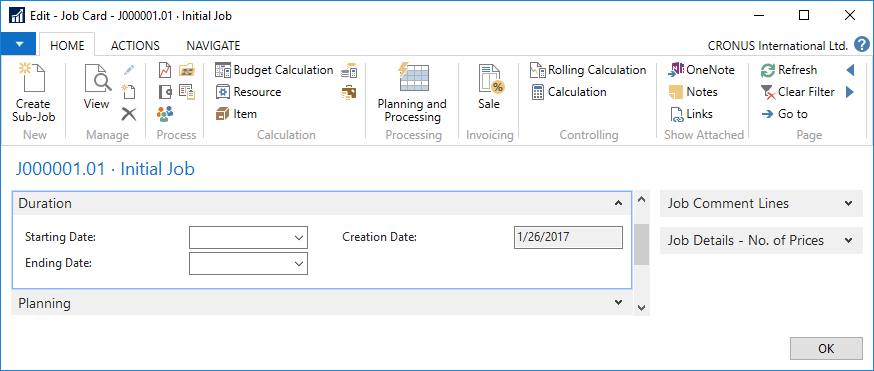 Edit - Job Card - J000001.01 · Initial Job
HOME ACTIONS NAVIGATE CRONUS International Ltd. ?
Create Sub-Job
New
View
Manage
Process
Budget Calculation
Resource
Item
Calculation
Planning and Processing
Processing
Sale
Invoicing
Rolling Calculation
Calculation
Controlling
OneNote
Notes
Links
Show Attached
Refresh
Clear Filter
Go to
Page
J000001.01 · Initial Job
Duration
Starting Date:
Creation Date: 1/26/2017
Ending Date:
Planning
Job Comment Lines
Job Details - No. of Prices
OK